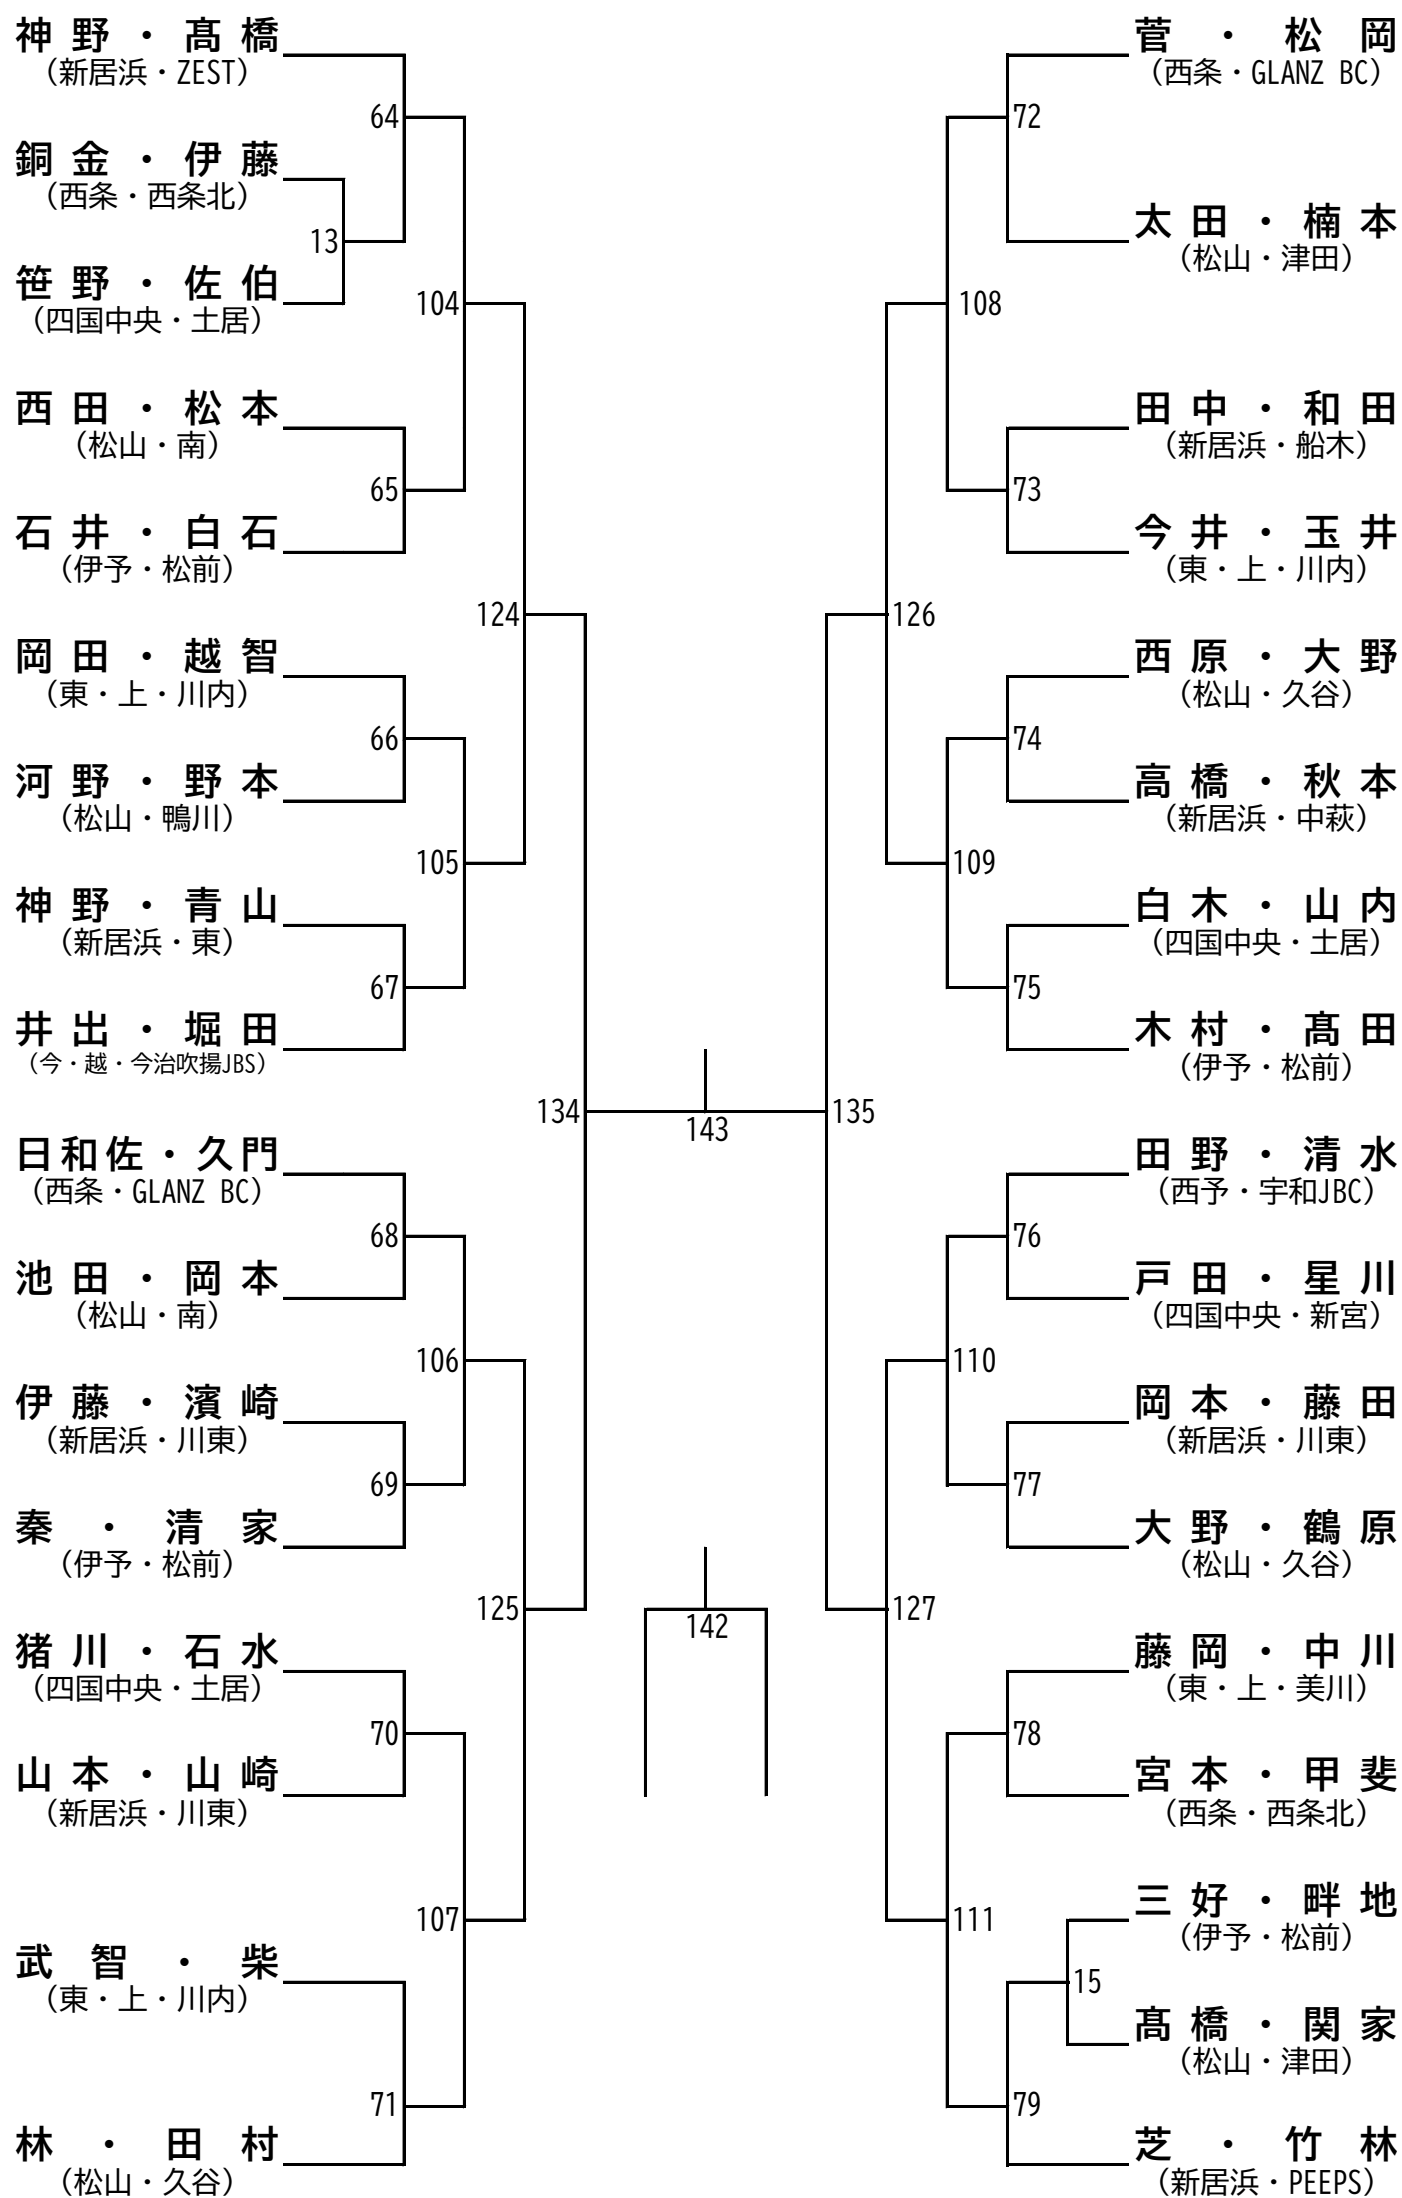 神野・髙橋
（新居浜・ZEST）
64
銅金・伊藤
（西条・西条北）
13
笹野・佐伯
（四国中央・土居）
104
西田・松本
（松山・南）
65
石井・白石
（伊予・松前）
124
岡田・越智
（東・上・川内）
66
河野・野本
（松山・鴨川）
105
神野・青山
（新居浜・東）
67
井出・堀田
（今・越・今治吹揚JBS）
134
日和佐・久門
（西条・GLANZ BC）
68
池田・岡本
（松山・南）
106
伊藤・濱崎
（新居浜・川東）
69
秦・清家
（伊予・松前）
125
猪川・石水
（四国中央・土居）
70
山本・山崎
（新居浜・川東）
107
武智・柴
（東・上・川内）
71
林・田村
（松山・久谷）
143
142
菅・松岡
（西条・GLANZ BC）
72
太田・楠本
（松山・津田）
108
田中・和田
（新居浜・船木）
73
今井・玉井
（東・上・川内）
126
西原・大野
（松山・久谷）
74
高橋・秋本
（新居浜・中萩）
109
白木・山内
（四国中央・土居）
75
木村・髙田
（伊予・松前）
135
田野・清水
（西予・宇和JBC）
76
戸田・星川
（四国中央・新宮）
110
岡本・藤田
（新居浜・川東）
77
大野・鶴原
（松山・久谷）
127
藤岡・中川
（東・上・美川）
78
宮本・甲斐
（西条・西条北）
111
三好・畔地
（伊予・松前）
15
髙橋・関家
（松山・津田）
79
芝・竹林
（新居浜・PEEPS）